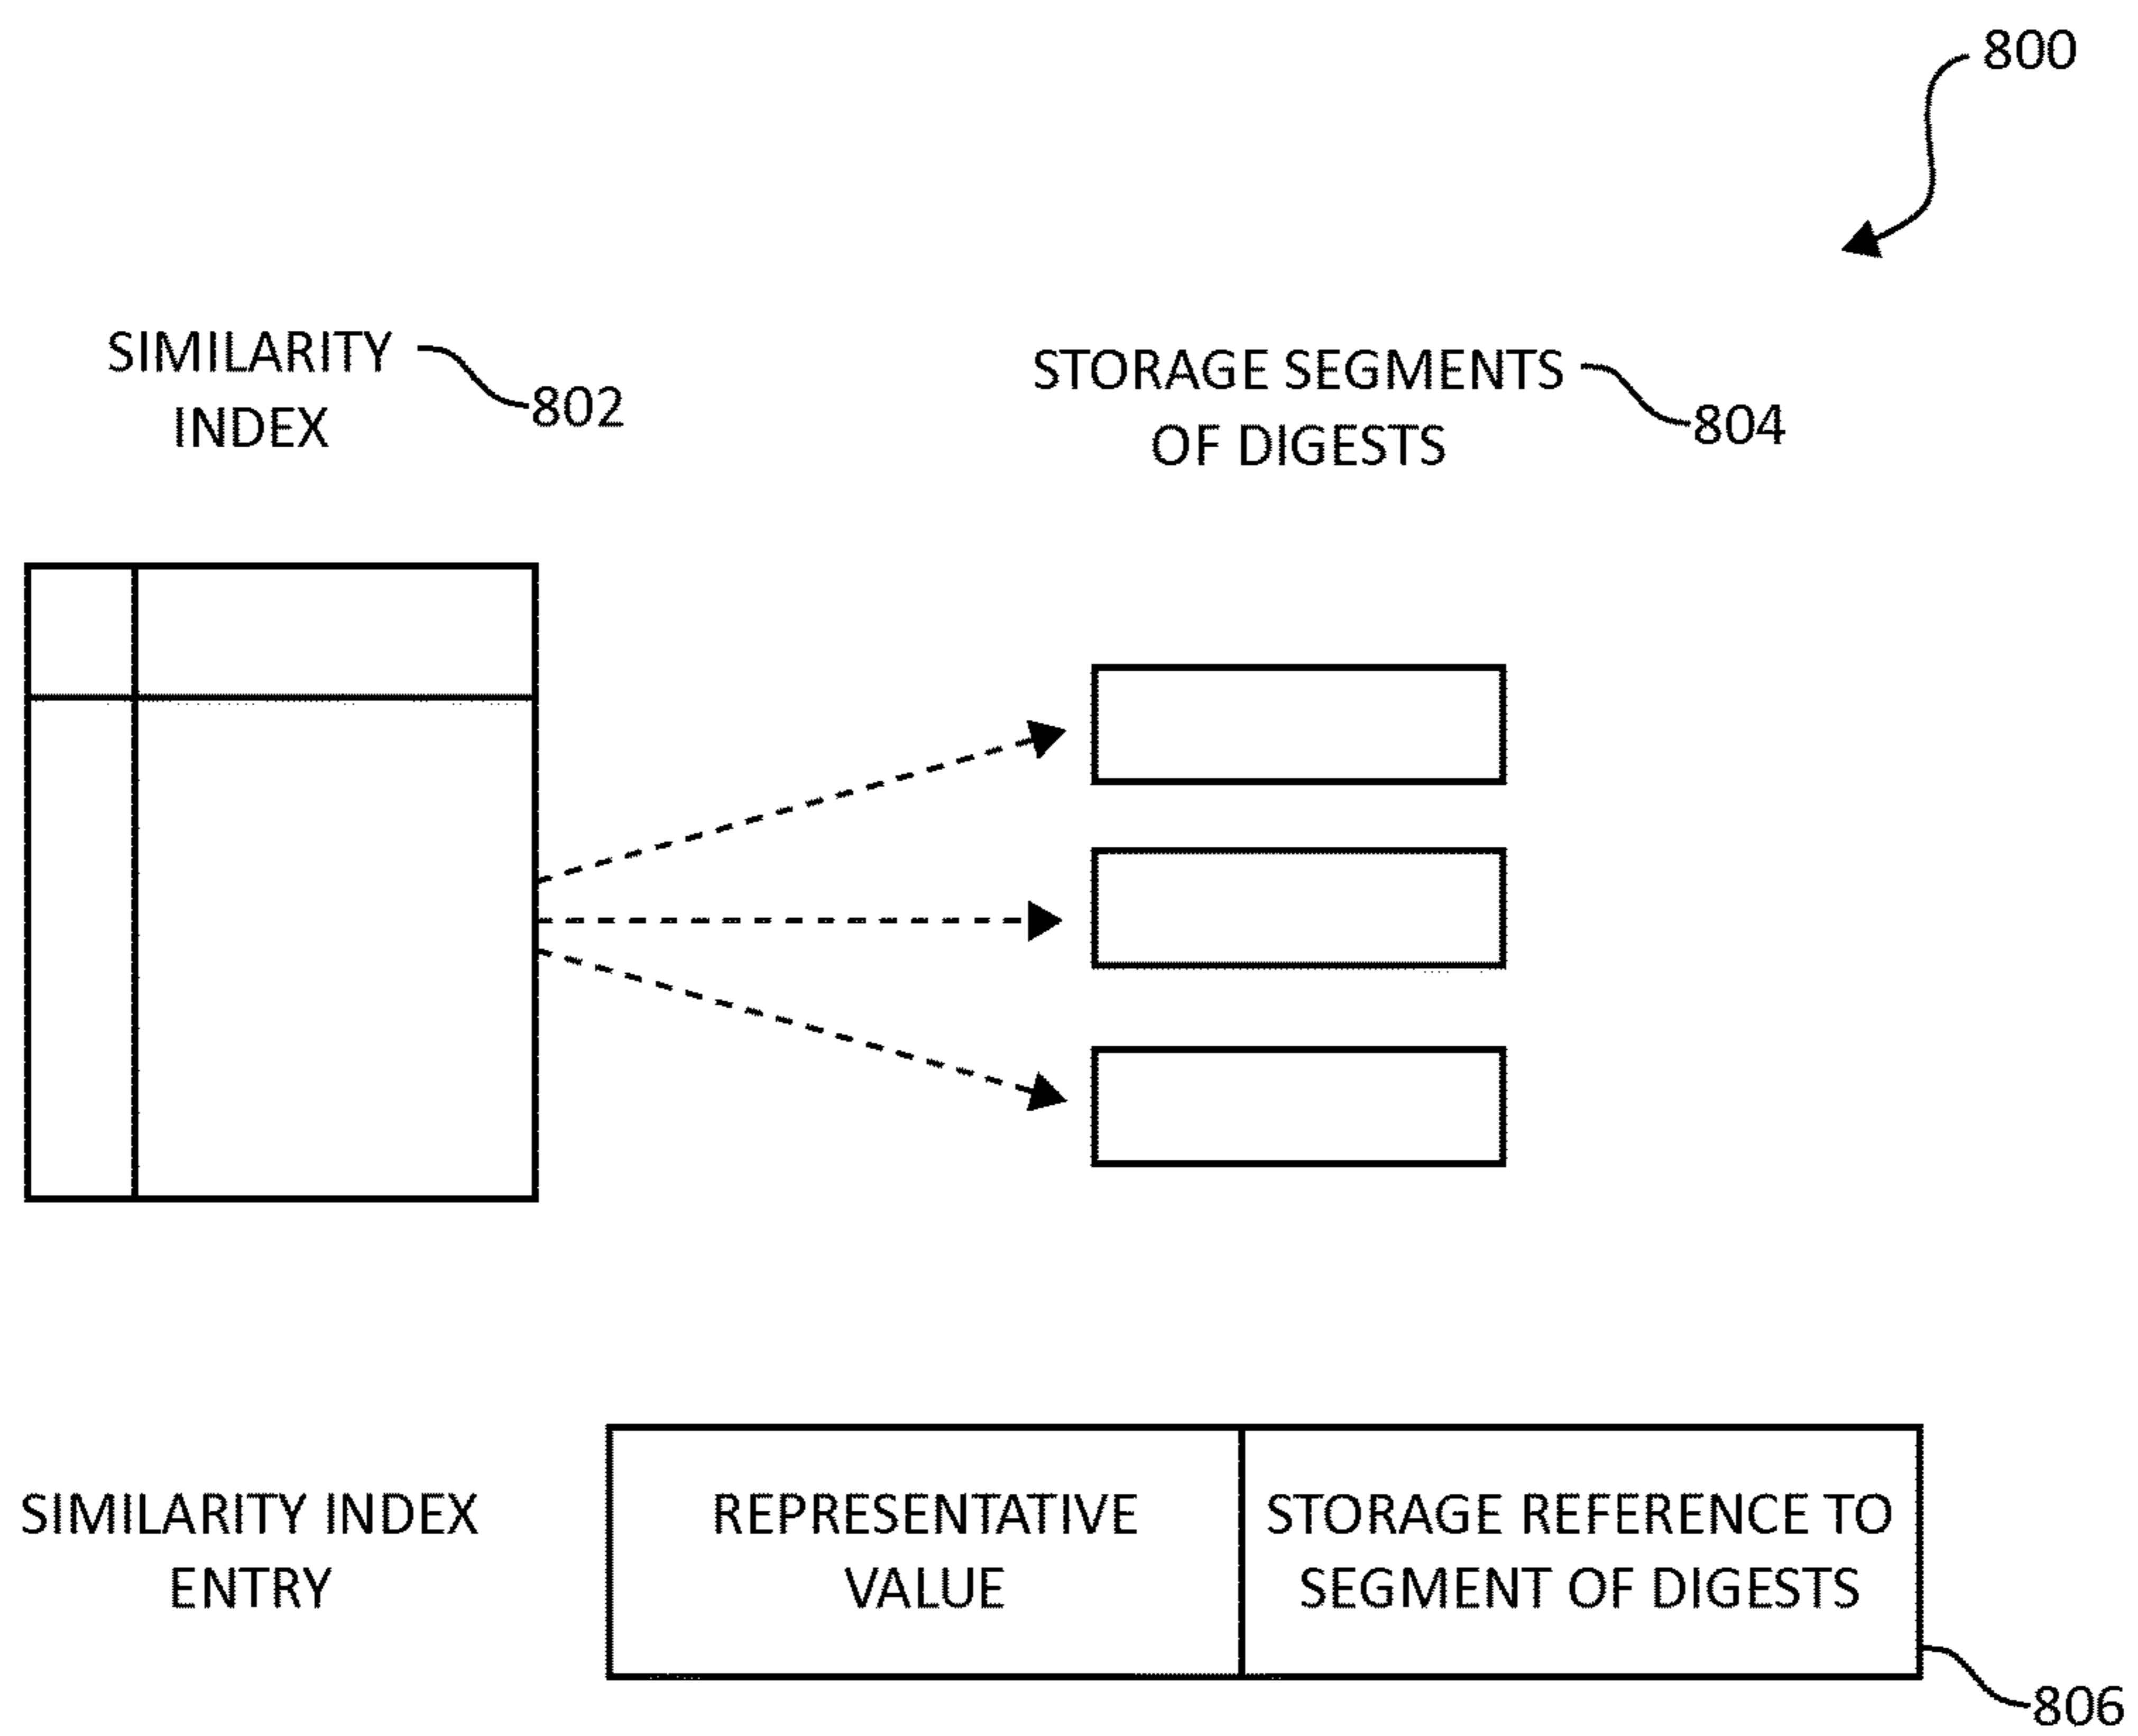 800
SIMILARITY
INDEX
802
STORAGE SEGMENTS
OF DIGESTS
804
SIMILARITY INDEX
ENTRY
REPRESENTATIVE
VALUE
STORAGE REFERENCE TO
SEGMENT OF DIGESTS
806